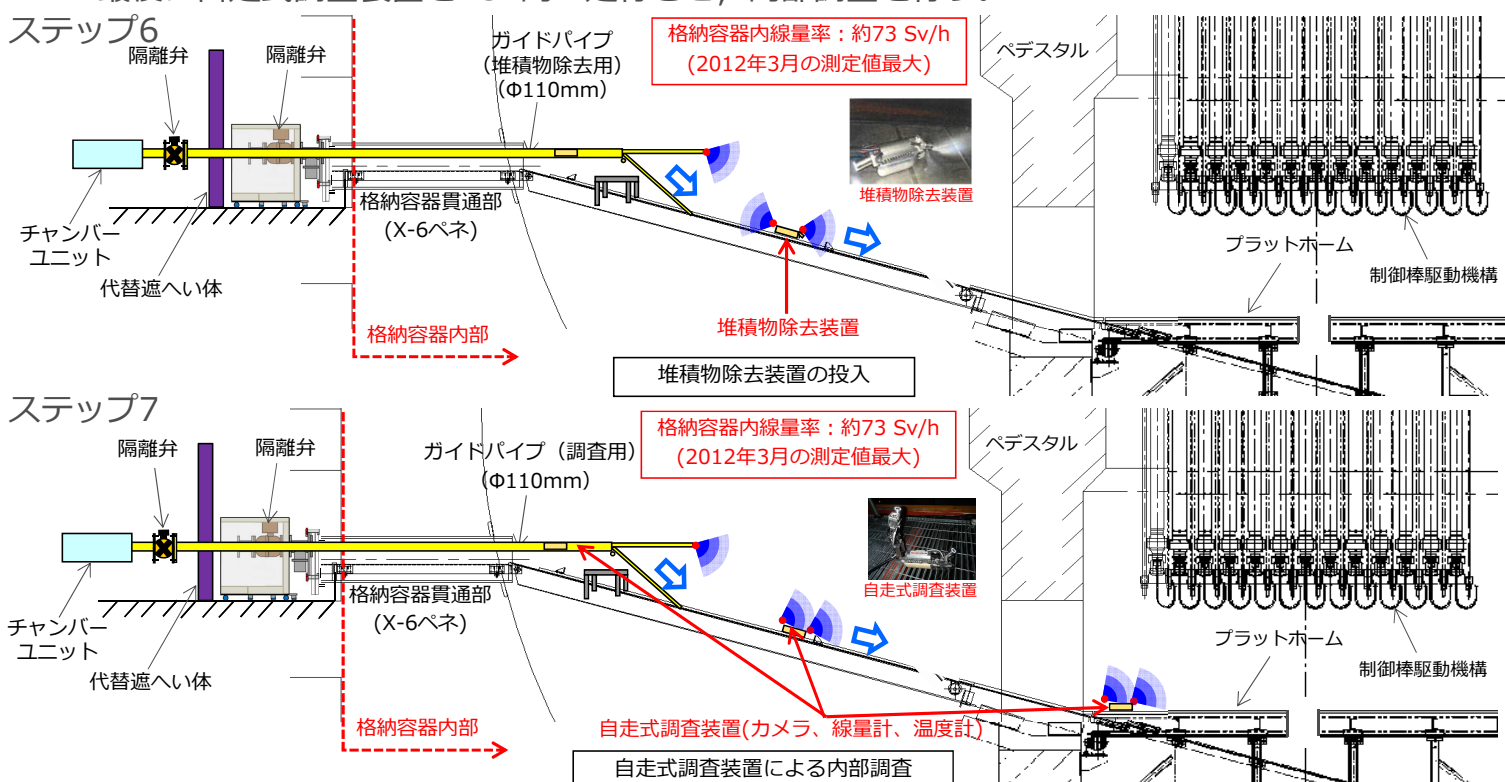 ステップ6
隔離弁
隔離弁
ガイドパイプ
（堆積物除去用）
（Φ110mm）
格納容器内線量率：約73 Sv/h
(2012年3月の測定値最大)
ペデスタル
堆積物除去装置
格納容器貫通部
(X-6ペネ)
チャンバー
ユニット
代替遮へい体
プラットホーム
制御棒駆動機構
格納容器内部
堆積物除去装置
堆積物除去装置の投入
ステップ7
隔離弁
隔離弁
ガイドパイプ（調査用）
（Φ110mm）
格納容器内線量率：約73 Sv/h
(2012年3月の測定値最大)
ペデスタル
自走式調査装置
格納容器貫通部
(X-6ペネ)
チャンバー
ユニット
代替遮へい体
プラットホーム
制御棒駆動機構
格納容器内部
自走式調査装置(カメラ、線量計、温度計)
自走式調査装置による内部調査